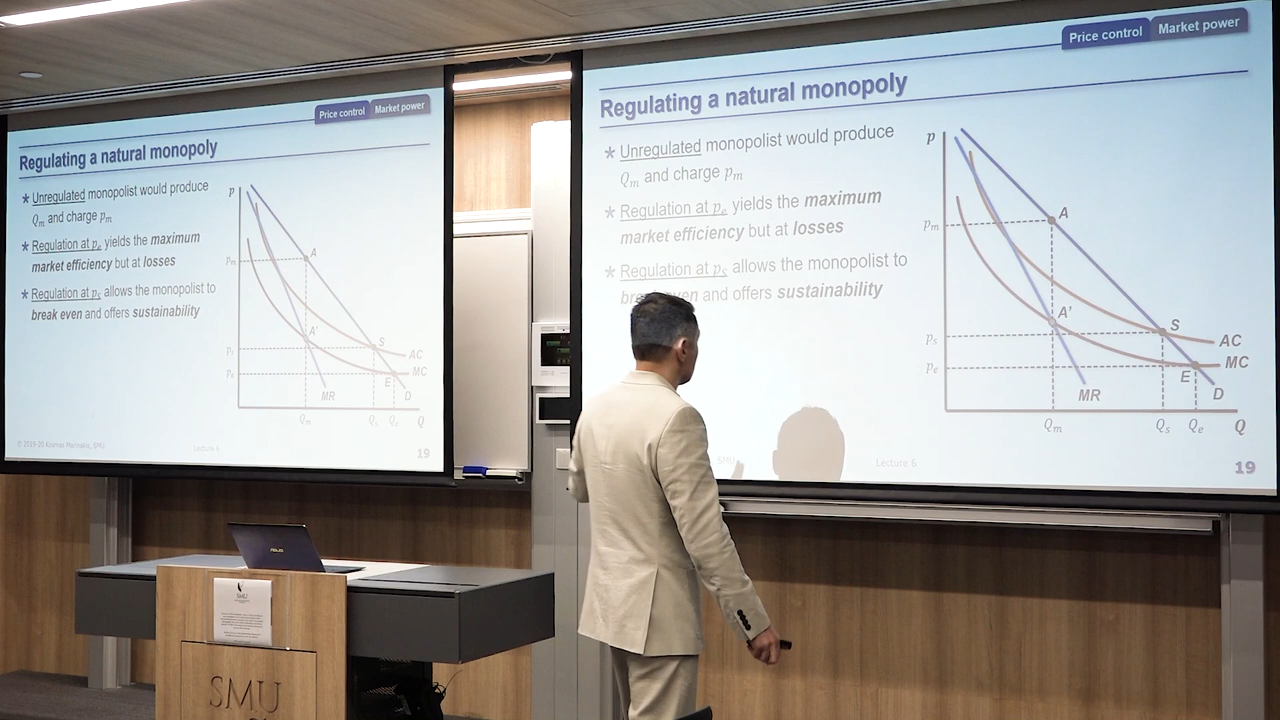 Price control Market power
Regulating a natural monopoly
* Unregulated monopolist would produce
Qm and charge pm
* Regulation at pe yields the maximum
market efficiency but at losses
* Regulation at ps allows the monopolist to
break even and offers sustainability
p
pm
ps
pe
A
A'
S
E
AC
MC
MR
D
Qm
Qs
Qe
Q
© 2019-20 Kosmas Marinakis, SMU
Lecture 6
19
Price control Market power
Regulating a natural monopoly
* Unregulated monopolist would produce
Qm and charge pm
* Regulation at pe yields the maximum
market efficiency but at losses
* Regulation at ps allows the monopolist to
break even and offers sustainability
p
pm
ps
pe
A
A'
S
E
AC
MC
MR
D
Qm
Qs
Qe
Q
SMU
Lecture 6
19
ASUS
SMU
SMU